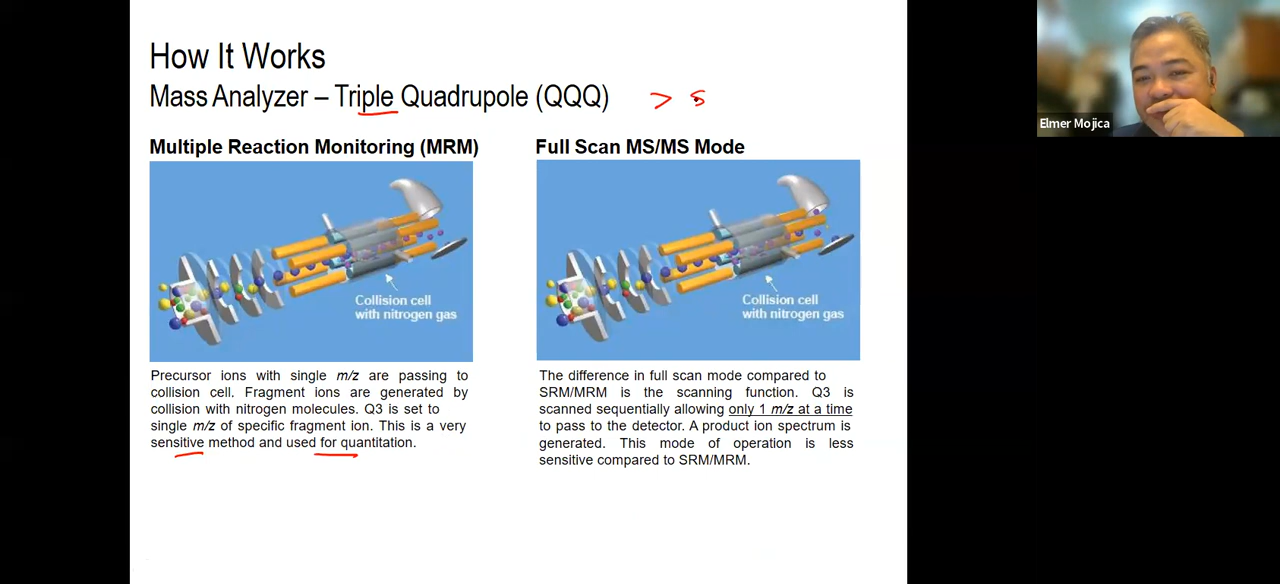 How It Works
Mass Analyzer – Triple Quadrupole (QQQ) > S
Multiple Reaction Monitoring (MRM)
Collision cell
with nitrogen gas
Precursor ions with single m/z are passing to
collision cell. Fragment ions are generated by
collision with nitrogen molecules. Q3 is set to
single m/z of specific fragment ion. This is a very
sensitive method and used for quantitation.
Full Scan MS/MS Mode
Collision cell
with nitrogen gas
The difference in full scan mode compared to
SRM/MRM is the scanning function. Q3 is
scanned sequentially allowing only 1 m/z at a time
to pass to the detector. A product ion spectrum is
generated. This mode of operation is less
sensitive compared to SRM/MRM.
Elmer Mojica